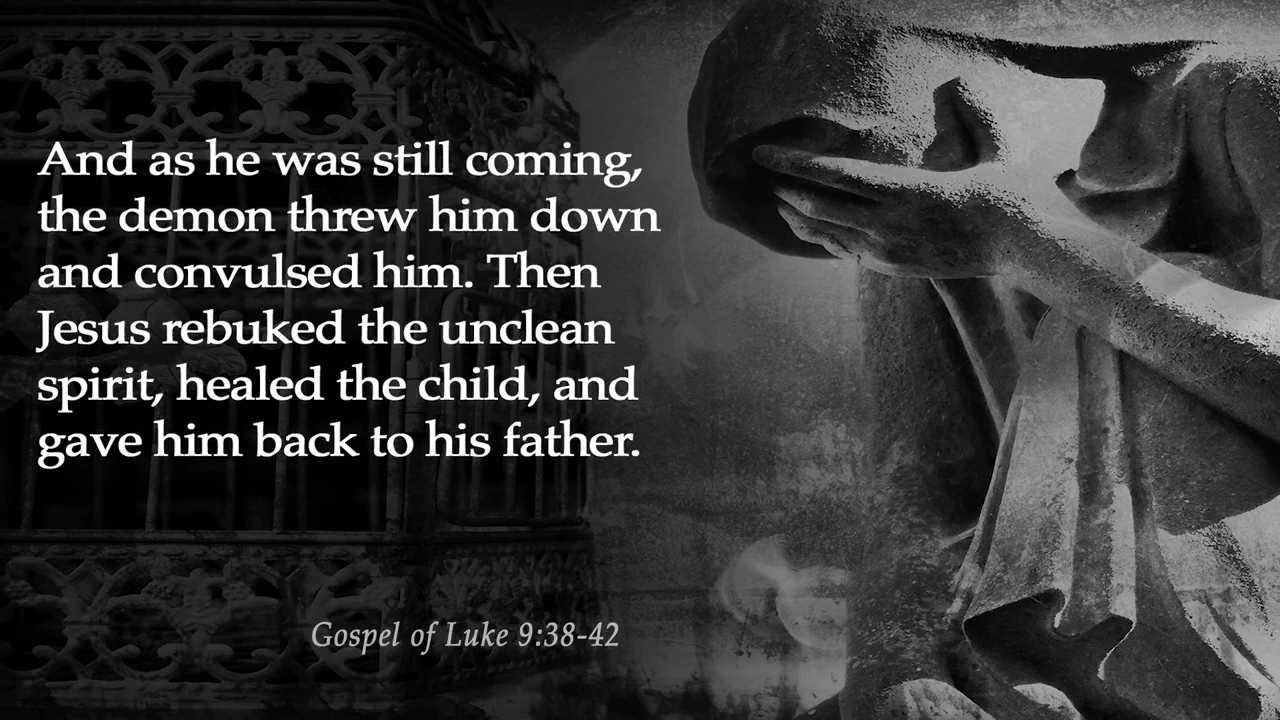 And as he was still coming,
the demon threw him down
and convulsed him. Then
Jesus rebuked the unclean
spirit, healed the child, and
gave him back to his father.
Gospel of Luke 9:38-42